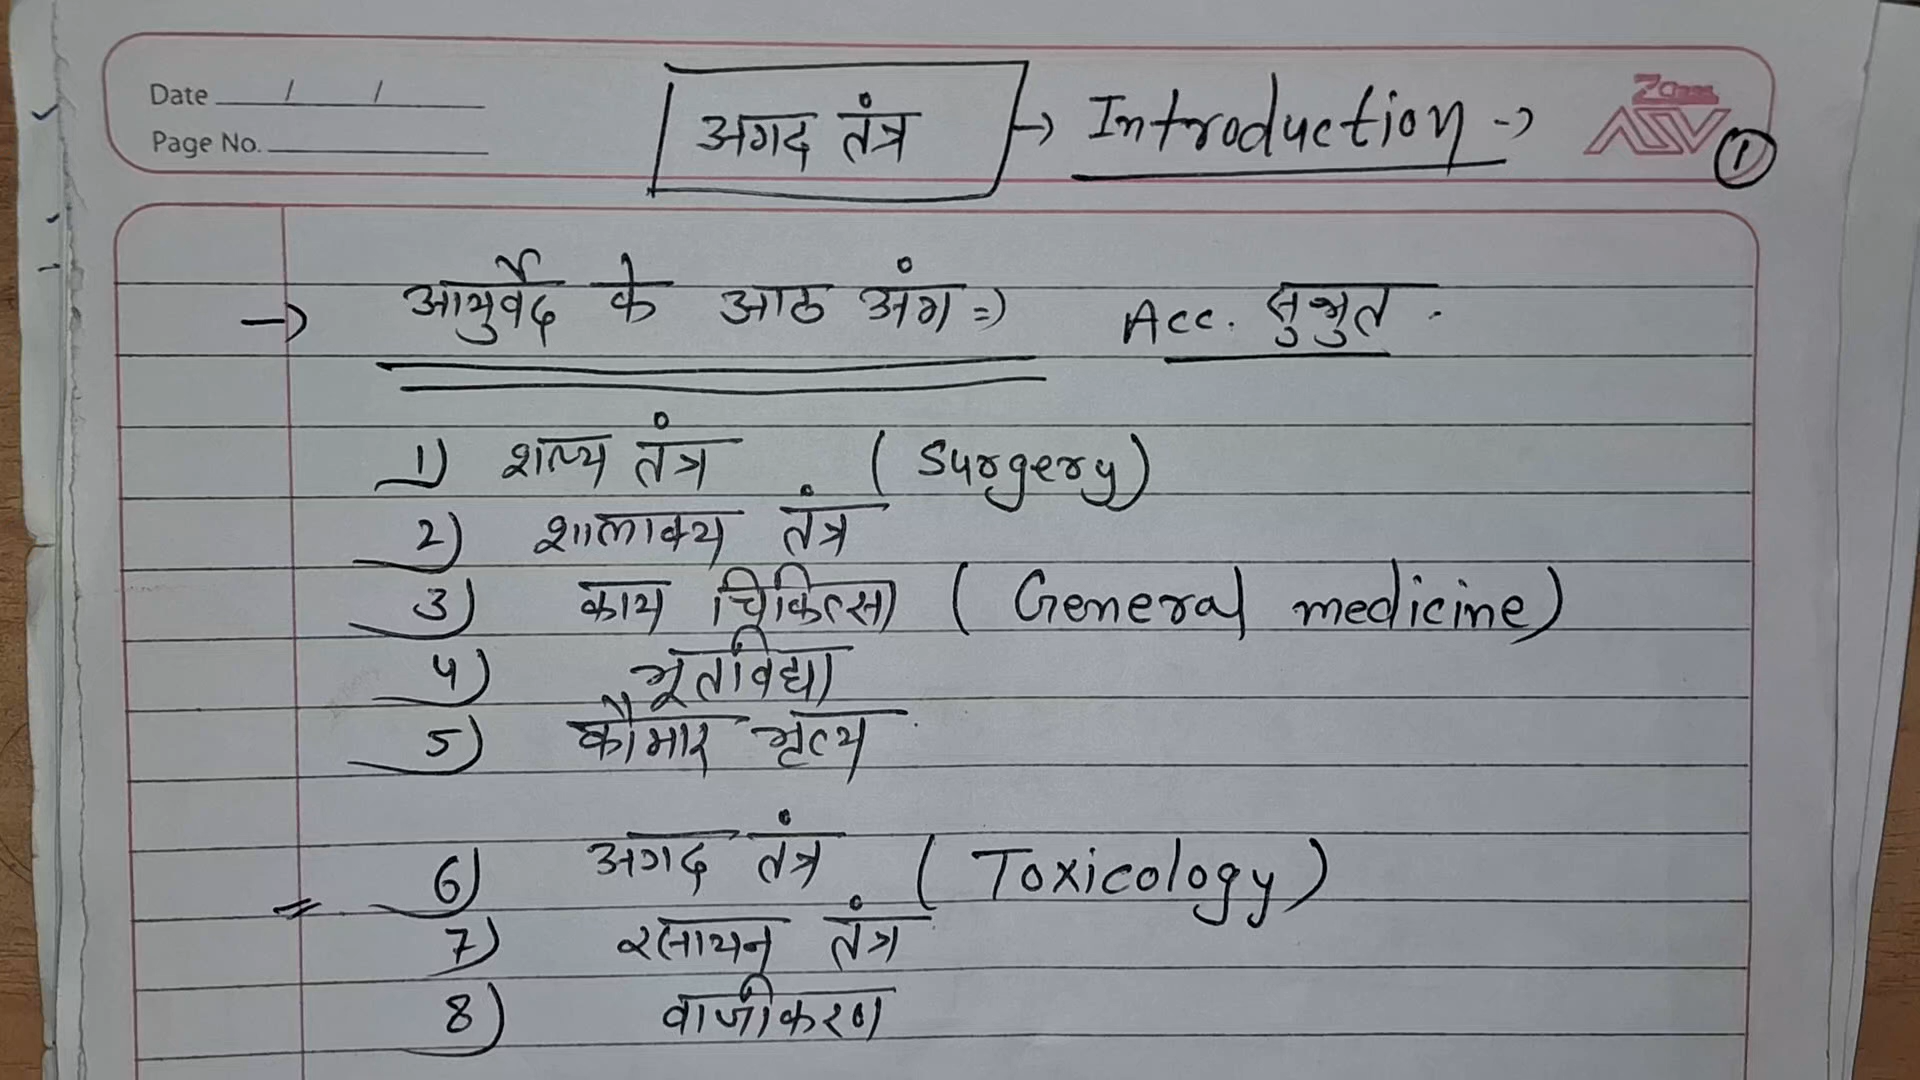 Date / /
Page No.
अगद तंत्र → Introduction →
Z Class
ASV
1
→ आयुर्वेद के आठ अंग => Acc. सुश्रुत .
1) शल्य तंत्र ( Surgery)
2) शालाक्य तंत्र
3) काय चिकित्सा ( General medicine)
4) भूतविद्या
5) कौमार भृत्य
= 6) अगद तंत्र ( Toxicology)
7) रसायन तंत्र
8) वाजीकरण